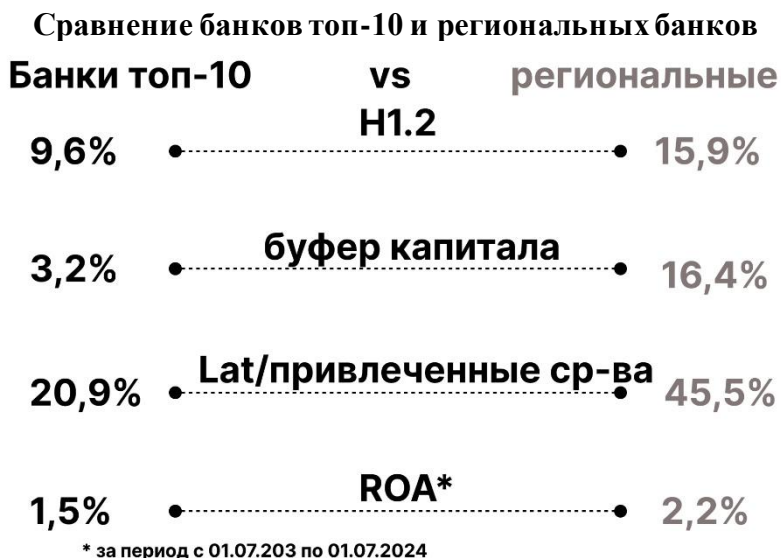 Сравнение банков топ-10 и региональных банков
Банки топ-10 vs региональные
H1.2
9,6% 15,9%
буфер капитала
3,2% 16,4%
Lat/привлеченные ср-ва
20,9% 45,5%
ROA*
1,5% 2,2%
* за период с 01.07.203 по 01.07.2024